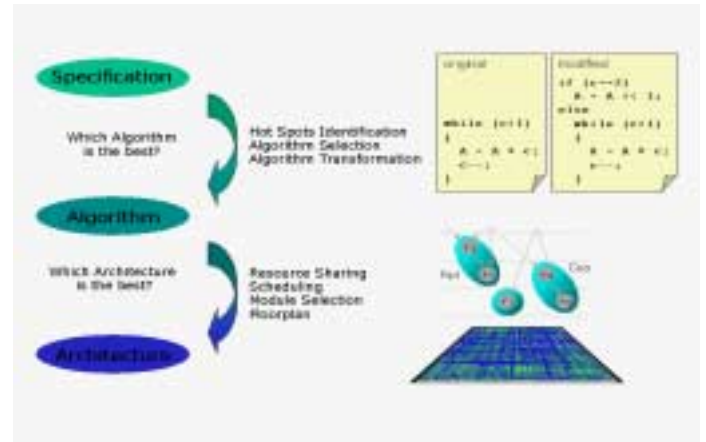 Specification
Which Algorithm
is the best?
Hot Spots Identification
Algorithm Selection
Algorithm Transformation
Algorithm
Which Architecture
is the best?
Resource Sharing
Scheduling
Module Selection
Floorplan
Architecture
original
while (c>1)
{
}
modified
else
while (c>1)
{
}